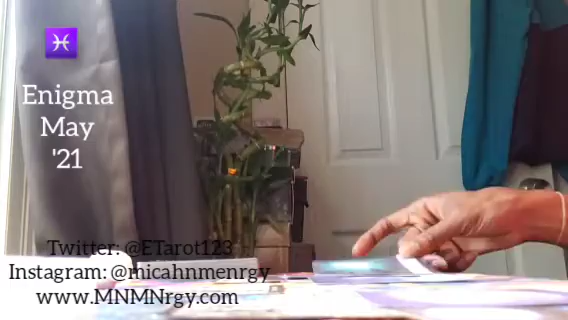 ♓
Enigma
May
'21
Twitter: @ETarot123
Instagram: @micahnmenrgy
www.MNMNrgy.com